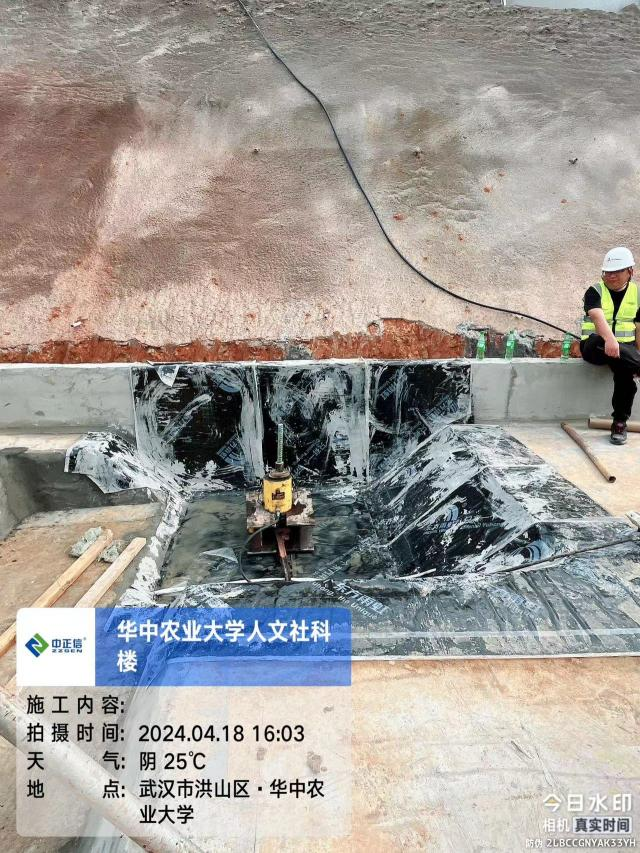 中正信®
ZZGEN
华中农业大学人文社科
楼
施工内容:
拍摄时间: 2024.04.18 16:03
天 气: 阴 25℃
地 点: 武汉市洪山区·华中农
业大学
今日水印
相机 真实时间
防伪 2LBCCGNYAK33YH